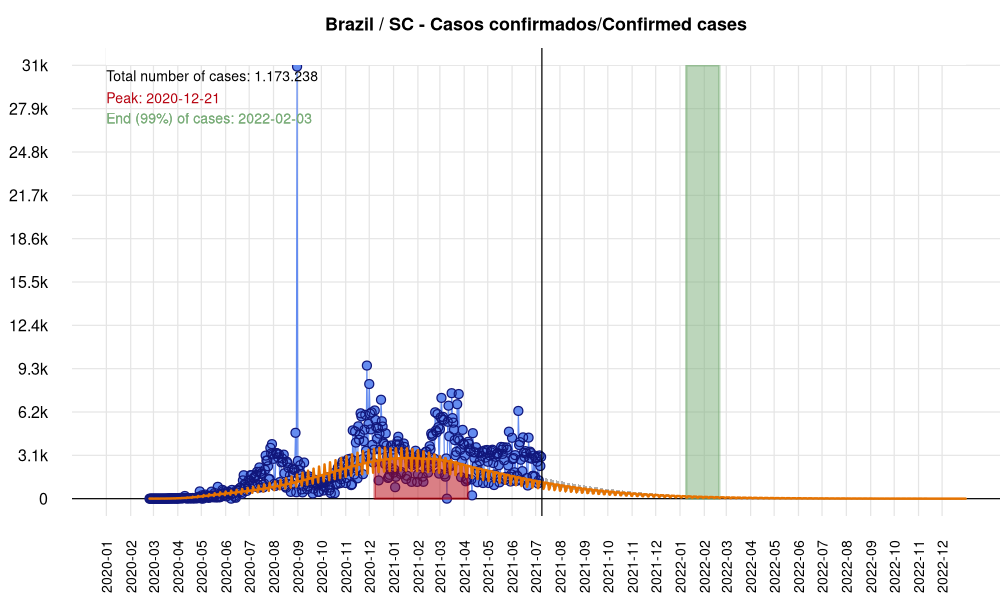 Brazil / SC - Casos confirmados/Confirmed cases
Total number of cases: 1.173.238
Peak: 2020-12-21
End (99%) of cases: 2022-02-03
31k
27.9k
24.8k
21.7k
18.6k
15.5k
12.4k
9.3k
6.2k
3.1k
0
2020-01
2020-02
2020-03
2020-04
2020-05
2020-06
2020-07
2020-08
2020-09
2020-10
2020-11
2020-12
2021-01
2021-02
2021-03
2021-04
2021-05
2021-06
2021-07
2021-08
2021-09
2021-10
2021-11
2021-12
2022-01
2022-02
2022-03
2022-04
2022-05
2022-06
2022-07
2022-08
2022-09
2022-10
2022-11
2022-12